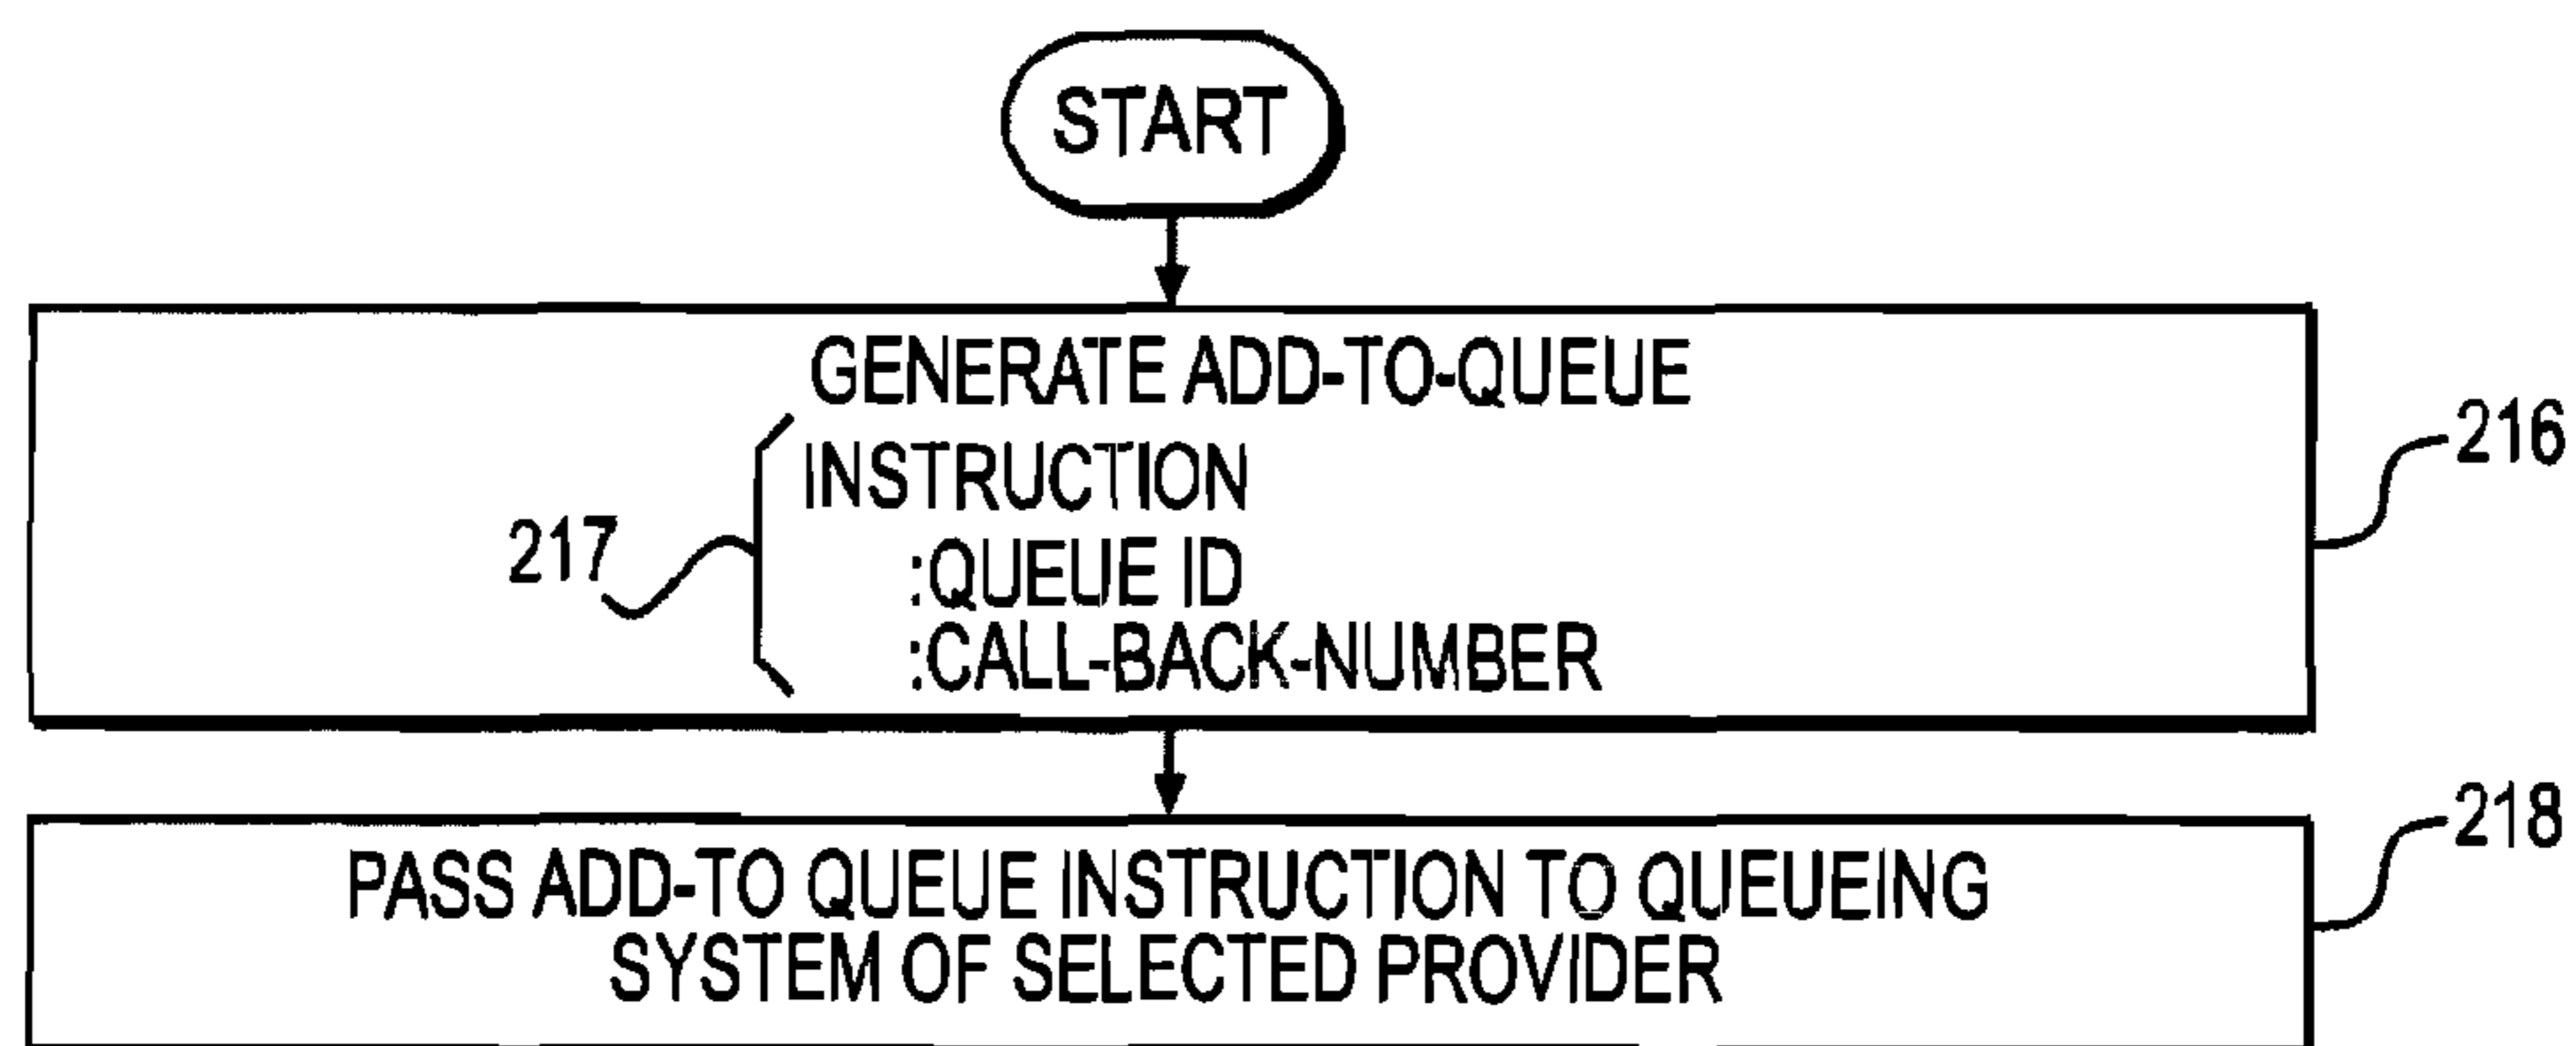 START
GENERATE ADD-TO-QUEUE
INSTRUCTION
:QUEUE ID
:CALL-BACK-NUMBER
217
216
PASS ADD-TO QUEUE INSTRUCTION TO QUEUEING
SYSTEM OF SELECTED PROVIDER
218